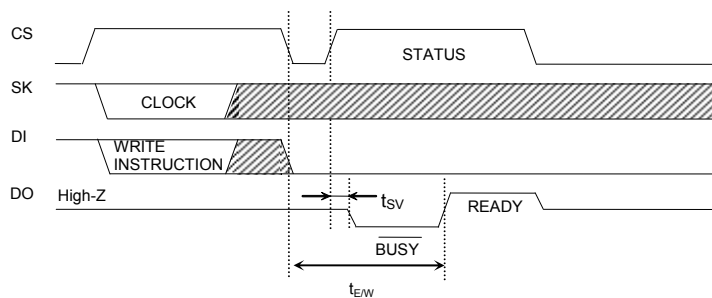 CS
STATUS
SK
CLOCK
DI
WRITE
INSTRUCTION
DO
High-Z
tSV
READY
BUSY
tE/W